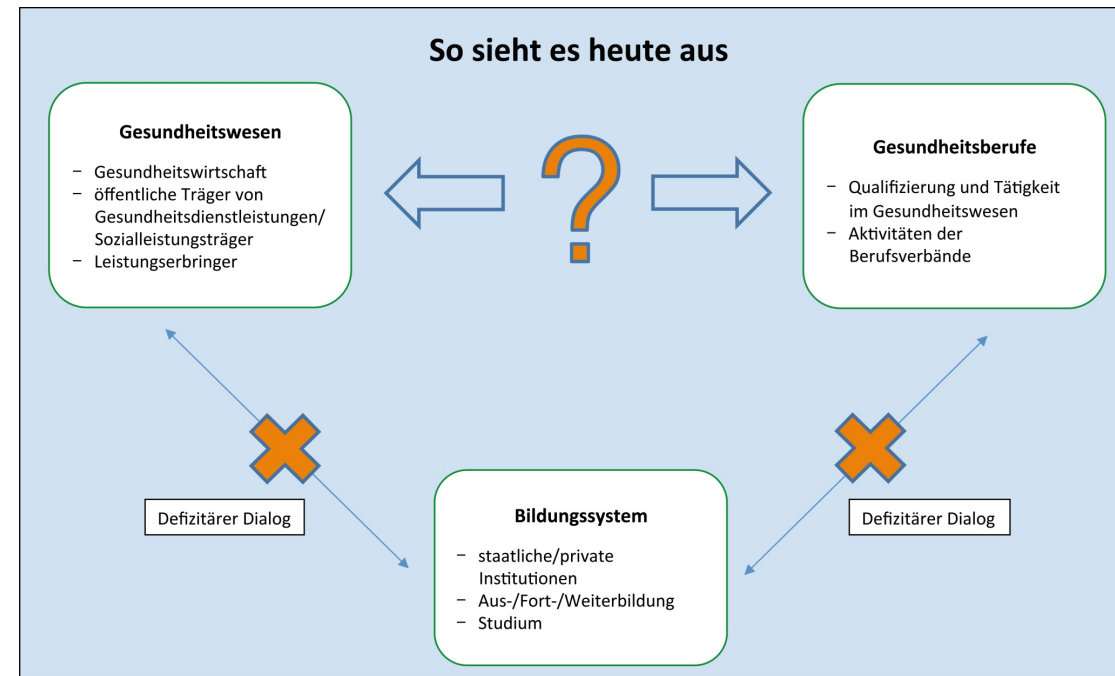 So sieht es heute aus
Gesundheitswesen
– Gesundheitswirtschaft
– öffentliche Träger von
Gesundheitsdienstleistungen/
Sozialleistungsträger
– Leistungserbringer
?
Gesundheitsberufe
– Qualifizierung und Tätigkeit
im Gesundheitswesen
– Aktivitäten der
Berufsverbände
Defizitärer Dialog
Bildungssystem
– staatliche/private
Institutionen
– Aus-/Fort-/Weiterbildung
– Studium
Defizitärer Dialog